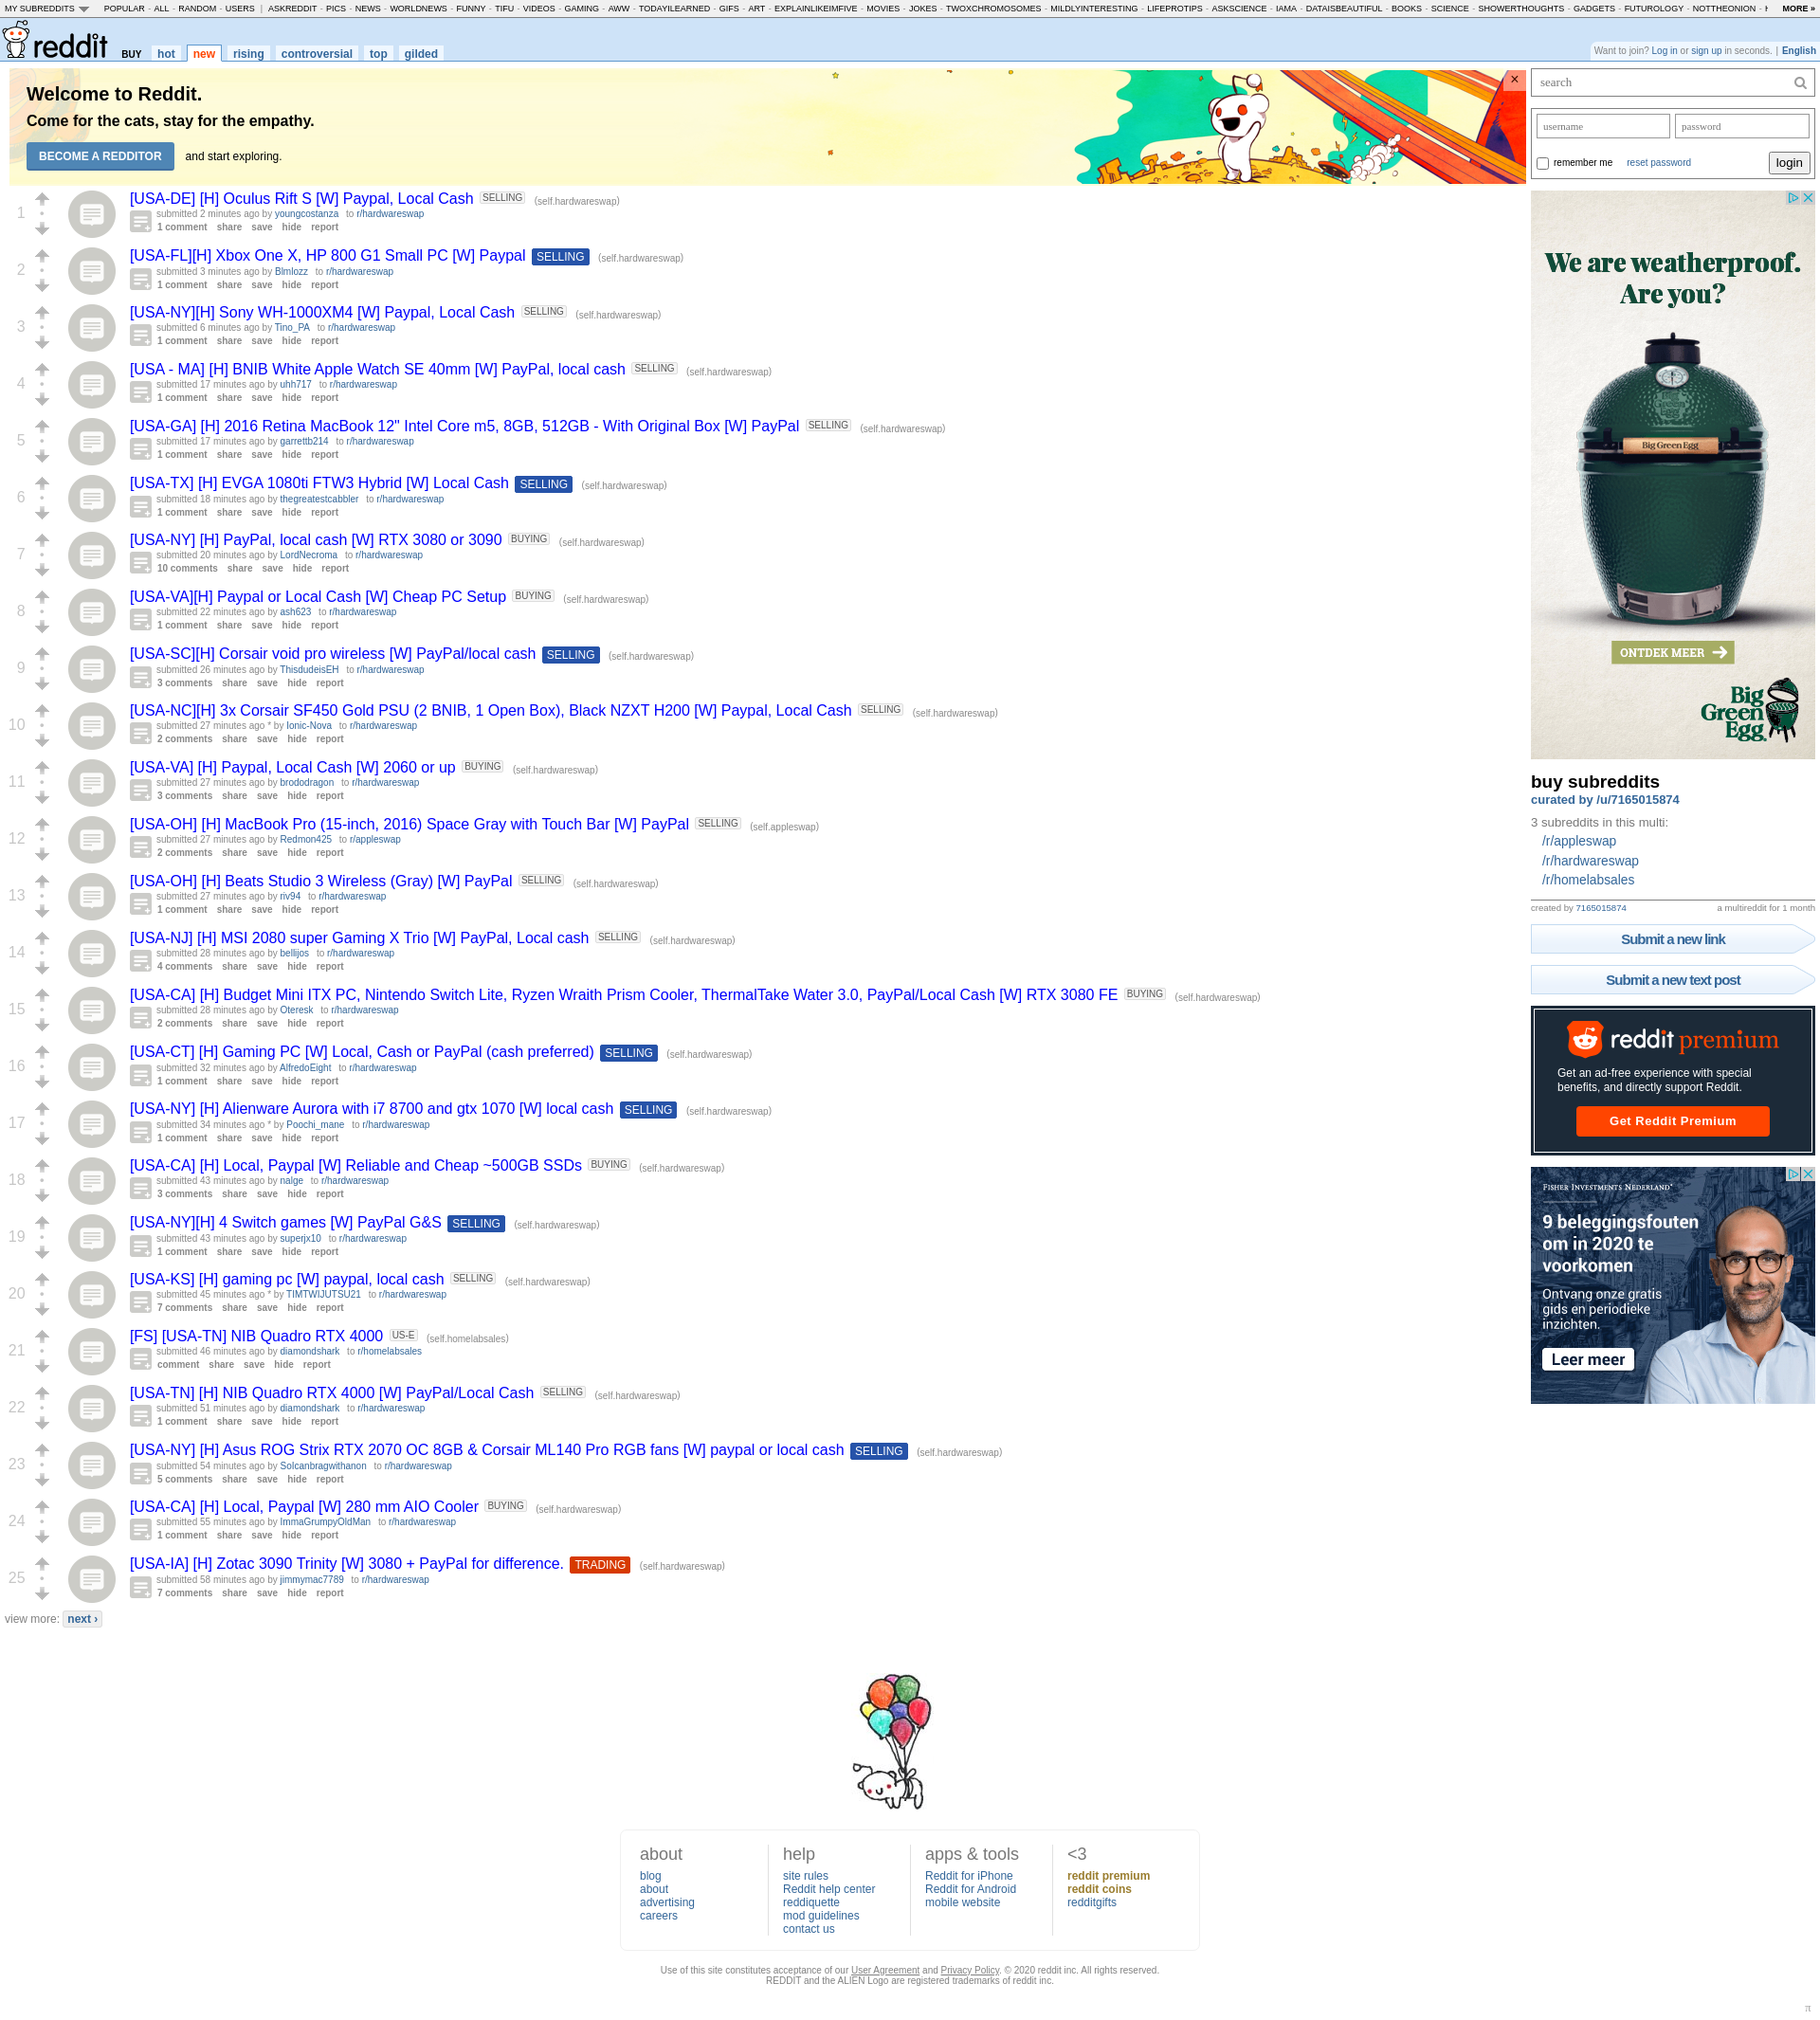 MY SUBREDDITS POPULAR - ALL - RANDOM - USERS | ASKREDDIT - PICS - NEWS - WORLDNEWS - FUNNY - TIFU - VIDEOS - GAMING - AWW - TODAYILEARNED - GIFS - ART - EXPLAINLIKEIMFIVE - MOVIES - JOKES - TWOXCHROMOSOMES - MILDLYINTERESTING - LIFEPROTIPS - ASKSCIENCE - IAMA - DATAISBEAUTIFUL - BOOKS - SCIENCE - SHOWERTHOUGHTS - GADGETS - FUTUROLOGY - NOTTHEONION - MORE »
reddit BUY hot new rising controversial top gilded
Want to join? Log in or sign up in seconds. | English
Welcome to Reddit.
Come for the cats, stay for the empathy.
BECOME A REDDITOR and start exploring.
×
1
[USA-DE] [H] Oculus Rift S [W] Paypal, Local Cash SELLING (self.hardwareswap)
submitted 2 minutes ago by youngcostanza to r/hardwareswap
1 comment share save hide report
2
[USA-FL][H] Xbox One X, HP 800 G1 Small PC [W] Paypal SELLING (self.hardwareswap)
submitted 3 minutes ago by Blmlozz to r/hardwareswap
1 comment share save hide report
3
[USA-NY][H] Sony WH-1000XM4 [W] Paypal, Local Cash SELLING (self.hardwareswap)
submitted 6 minutes ago by Tino_PA to r/hardwareswap
1 comment share save hide report
4
[USA - MA] [H] BNIB White Apple Watch SE 40mm [W] PayPal, local cash SELLING (self.hardwareswap)
submitted 17 minutes ago by uhh717 to r/hardwareswap
1 comment share save hide report
5
[USA-GA] [H] 2016 Retina MacBook 12" Intel Core m5, 8GB, 512GB - With Original Box [W] PayPal SELLING (self.hardwareswap)
submitted 17 minutes ago by garrettb214 to r/hardwareswap
1 comment share save hide report
6
[USA-TX] [H] EVGA 1080ti FTW3 Hybrid [W] Local Cash SELLING (self.hardwareswap)
submitted 18 minutes ago by thegreatestcabbler to r/hardwareswap
1 comment share save hide report
7
[USA-NY] [H] PayPal, local cash [W] RTX 3080 or 3090 BUYING (self.hardwareswap)
submitted 20 minutes ago by LordNecroma to r/hardwareswap
10 comments share save hide report
8
[USA-VA][H] Paypal or Local Cash [W] Cheap PC Setup BUYING (self.hardwareswap)
submitted 22 minutes ago by ash623 to r/hardwareswap
1 comment share save hide report
9
[USA-SC][H] Corsair void pro wireless [W] PayPal/local cash SELLING (self.hardwareswap)
submitted 26 minutes ago by ThisdudeisEH to r/hardwareswap
3 comments share save hide report
10
[USA-NC][H] 3x Corsair SF450 Gold PSU (2 BNIB, 1 Open Box), Black NZXT H200 [W] Paypal, Local Cash SELLING (self.hardwareswap)
submitted 27 minutes ago * by Ionic-Nova to r/hardwareswap
2 comments share save hide report
11
[USA-VA] [H] Paypal, Local Cash [W] 2060 or up BUYING (self.hardwareswap)
submitted 27 minutes ago by brododragon to r/hardwareswap
3 comments share save hide report
12
[USA-OH] [H] MacBook Pro (15-inch, 2016) Space Gray with Touch Bar [W] PayPal SELLING (self.appleswap)
submitted 27 minutes ago by Redmon425 to r/appleswap
2 comments share save hide report
13
[USA-OH] [H] Beats Studio 3 Wireless (Gray) [W] PayPal SELLING (self.hardwareswap)
submitted 27 minutes ago by riv94 to r/hardwareswap
1 comment share save hide report
14
[USA-NJ] [H] MSI 2080 super Gaming X Trio [W] PayPal, Local cash SELLING (self.hardwareswap)
submitted 28 minutes ago by bellijos to r/hardwareswap
4 comments share save hide report
15
[USA-CA] [H] Budget Mini ITX PC, Nintendo Switch Lite, Ryzen Wraith Prism Cooler, ThermalTake Water 3.0, PayPal/Local Cash [W] RTX 3080 FE BUYING (self.hardwareswap)
submitted 28 minutes ago by Oteresk to r/hardwareswap
2 comments share save hide report
16
[USA-CT] [H] Gaming PC [W] Local, Cash or PayPal (cash preferred) SELLING (self.hardwareswap)
submitted 32 minutes ago by AlfredoEight to r/hardwareswap
1 comment share save hide report
17
[USA-NY] [H] Alienware Aurora with i7 8700 and gtx 1070 [W] local cash SELLING (self.hardwareswap)
submitted 34 minutes ago * by Poochi_mane to r/hardwareswap
1 comment share save hide report
18
[USA-CA] [H] Local, Paypal [W] Reliable and Cheap ~500GB SSDs BUYING (self.hardwareswap)
submitted 43 minutes ago by nalge to r/hardwareswap
3 comments share save hide report
19
[USA-NY][H] 4 Switch games [W] PayPal G&S SELLING (self.hardwareswap)
submitted 43 minutes ago by superjx10 to r/hardwareswap
1 comment share save hide report
20
[USA-KS] [H] gaming pc [W] paypal, local cash SELLING (self.hardwareswap)
submitted 45 minutes ago * by TIMTWIJUTSU21 to r/hardwareswap
7 comments share save hide report
21
[FS] [USA-TN] NIB Quadro RTX 4000 US-E (self.homelabsales)
submitted 46 minutes ago by diamondshark to r/homelabsales
comment share save hide report
22
[USA-TN] [H] NIB Quadro RTX 4000 [W] PayPal/Local Cash SELLING (self.hardwareswap)
submitted 51 minutes ago by diamondshark to r/hardwareswap
1 comment share save hide report
23
[USA-NY] [H] Asus ROG Strix RTX 2070 OC 8GB & Corsair ML140 Pro RGB fans [W] paypal or local cash SELLING (self.hardwareswap)
submitted 54 minutes ago by Solcanbragwithanon to r/hardwareswap
5 comments share save hide report
24
[USA-CA] [H] Local, Paypal [W] 280 mm AIO Cooler BUYING (self.hardwareswap)
submitted 55 minutes ago by ImmaGrumpyOldMan to r/hardwareswap
1 comment share save hide report
25
[USA-IA] [H] Zotac 3090 Trinity [W] 3080 + PayPal for difference. TRADING (self.hardwareswap)
submitted 58 minutes ago by jimmymac7789 to r/hardwareswap
7 comments share save hide report
view more: next ›
search
username password
remember me reset password login
We are weatherproof.
Are you?
Big Green Egg
ONTDEK MEER
Big
Green
Egg
buy subreddits
curated by /u/7165015874
3 subreddits in this multi:
/r/appleswap
/r/hardwareswap
/r/homelabsales
created by 7165015874 a multireddit for 1 month
Submit a new link
Submit a new text post
reddit premium
Get an ad-free experience with special
benefits, and directly support Reddit.
Get Reddit Premium
FISHER INVESTMENTS NEDERLAND
9 beleggingsfouten
om in 2020 te
voorkomen
Ontvang onze gratis
gids en periodieke
inzichten.
Leer meer
about
blog
about
advertising
careers
help
site rules
Reddit help center
reddiquette
mod guidelines
contact us
apps & tools
Reddit for iPhone
Reddit for Android
mobile website
<3
reddit premium
reddit coins
redditgifts
Use of this site constitutes acceptance of our User Agreement and Privacy Policy. © 2020 reddit inc. All rights reserved.
REDDIT and the ALIEN Logo are registered trademarks of reddit inc.
π